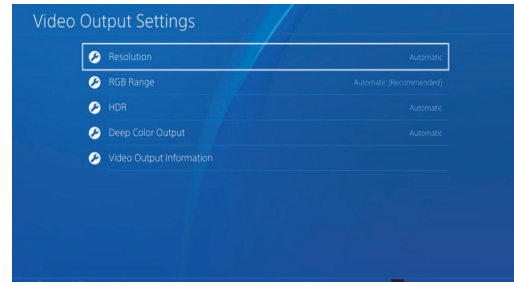 Video Output Settings
Resolution Automatic
RGB Range Automatic (Recommended)
HDR Automatic
Deep Color Output Automatic
Video Output Information